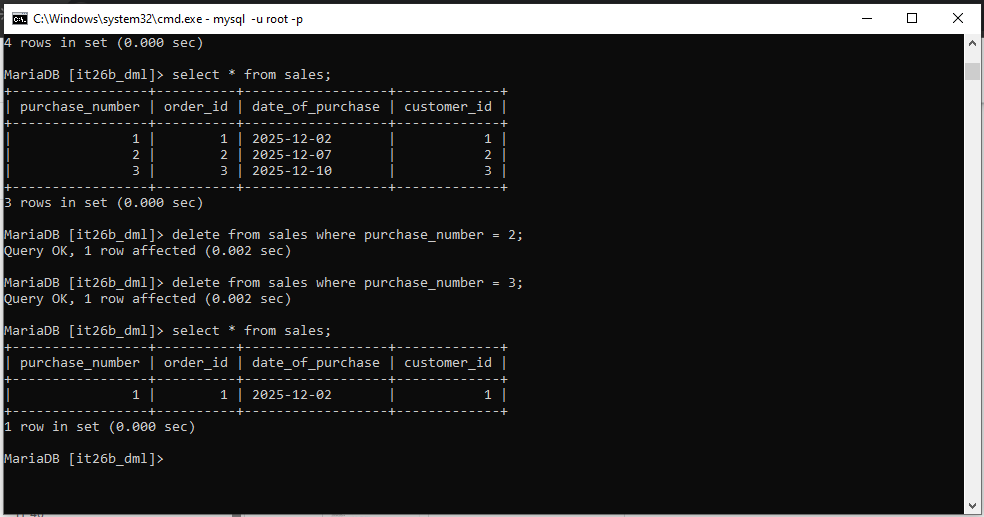 C:\Windows\system32\cmd.exe - mysql -u root -p
4 rows in set (0.000 sec)
MariaDB [it26b_dml]> select * from sales;
+-----------------+----------+------------------+-------------+
| purchase_number | order_id | date_of_purchase | customer_id |
+-----------------+----------+------------------+-------------+
|               1 |        1 | 2025-12-02       |           1 |
|               2 |        2 | 2025-12-07       |           2 |
|               3 |        3 | 2025-12-10       |           3 |
+-----------------+----------+------------------+-------------+
3 rows in set (0.000 sec)
MariaDB [it26b_dml]> delete from sales where purchase_number = 2;
Query OK, 1 row affected (0.002 sec)
MariaDB [it26b_dml]> delete from sales where purchase_number = 3;
Query OK, 1 row affected (0.002 sec)
MariaDB [it26b_dml]> select * from sales;
+-----------------+----------+------------------+-------------+
| purchase_number | order_id | date_of_purchase | customer_id |
+-----------------+----------+------------------+-------------+
|               1 |        1 | 2025-12-02       |           1 |
+-----------------+----------+------------------+-------------+
1 row in set (0.000 sec)
MariaDB [it26b_dml]>